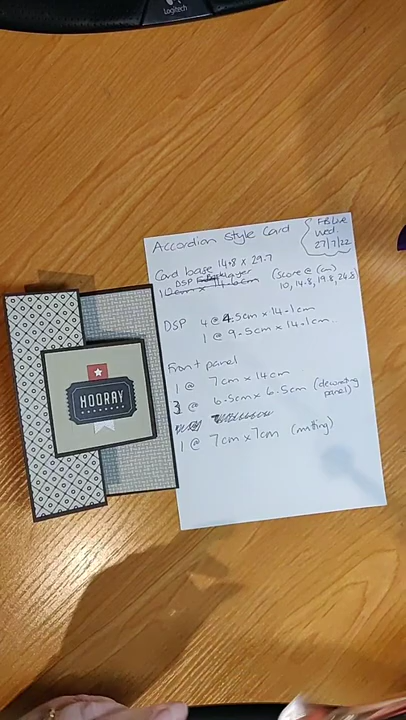 Logitech
Accordian Style Card
FB Live
Wed.
27/7/22
Card base 14.8 x 29.7
(Score @ (cm)
10, 14.8, 19.8, 24.8)
DSP layer
DSP 4 @ 4.5cm x 14.1cm
1 @ 9.5cm x 14.1cm.
Front panel
1 @ 7cm x 14cm
3 @ 6.5cm x 6.5cm (decorating panel)
1 @ 7cm x 7cm (matting)
HOORAY